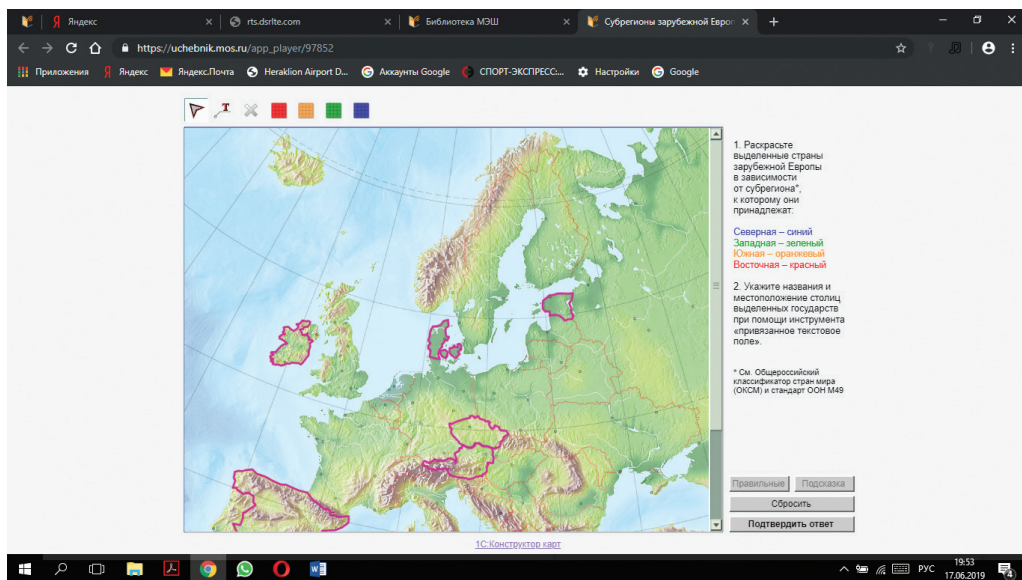 Яндекс
rts.dsrlte.com
Библиотека МЭШ
Субрегионы зарубежной Европ
https://uchebnik.mos.ru/app_player/97852
Приложения Яндекс Яндекс.Почта Heraklion Airport D... Аккаунты Google СПОРТ-ЭКСПРЕСС:... Настройки Google
T
1. Раскрасьте
выделенные страны
зарубежной Европы
в зависимости
от субрегиона*,
к которому они
принадлежат:
Северная – синий
Западная – зеленый
Южная – оранжевый
Восточная – красный
2. Укажите названия и
местоположение столиц
выделенных государств
при помощи инструмента
«привязанное текстовое
поле».
* См. Общероссийский
классификатор стран мира
(ОКСМ) и стандарт ООН М49
Правильные Подсказка
Сбросить
Подтвердить ответ
1С:Конструктор карт
РУС
19:53
17.06.2019
4